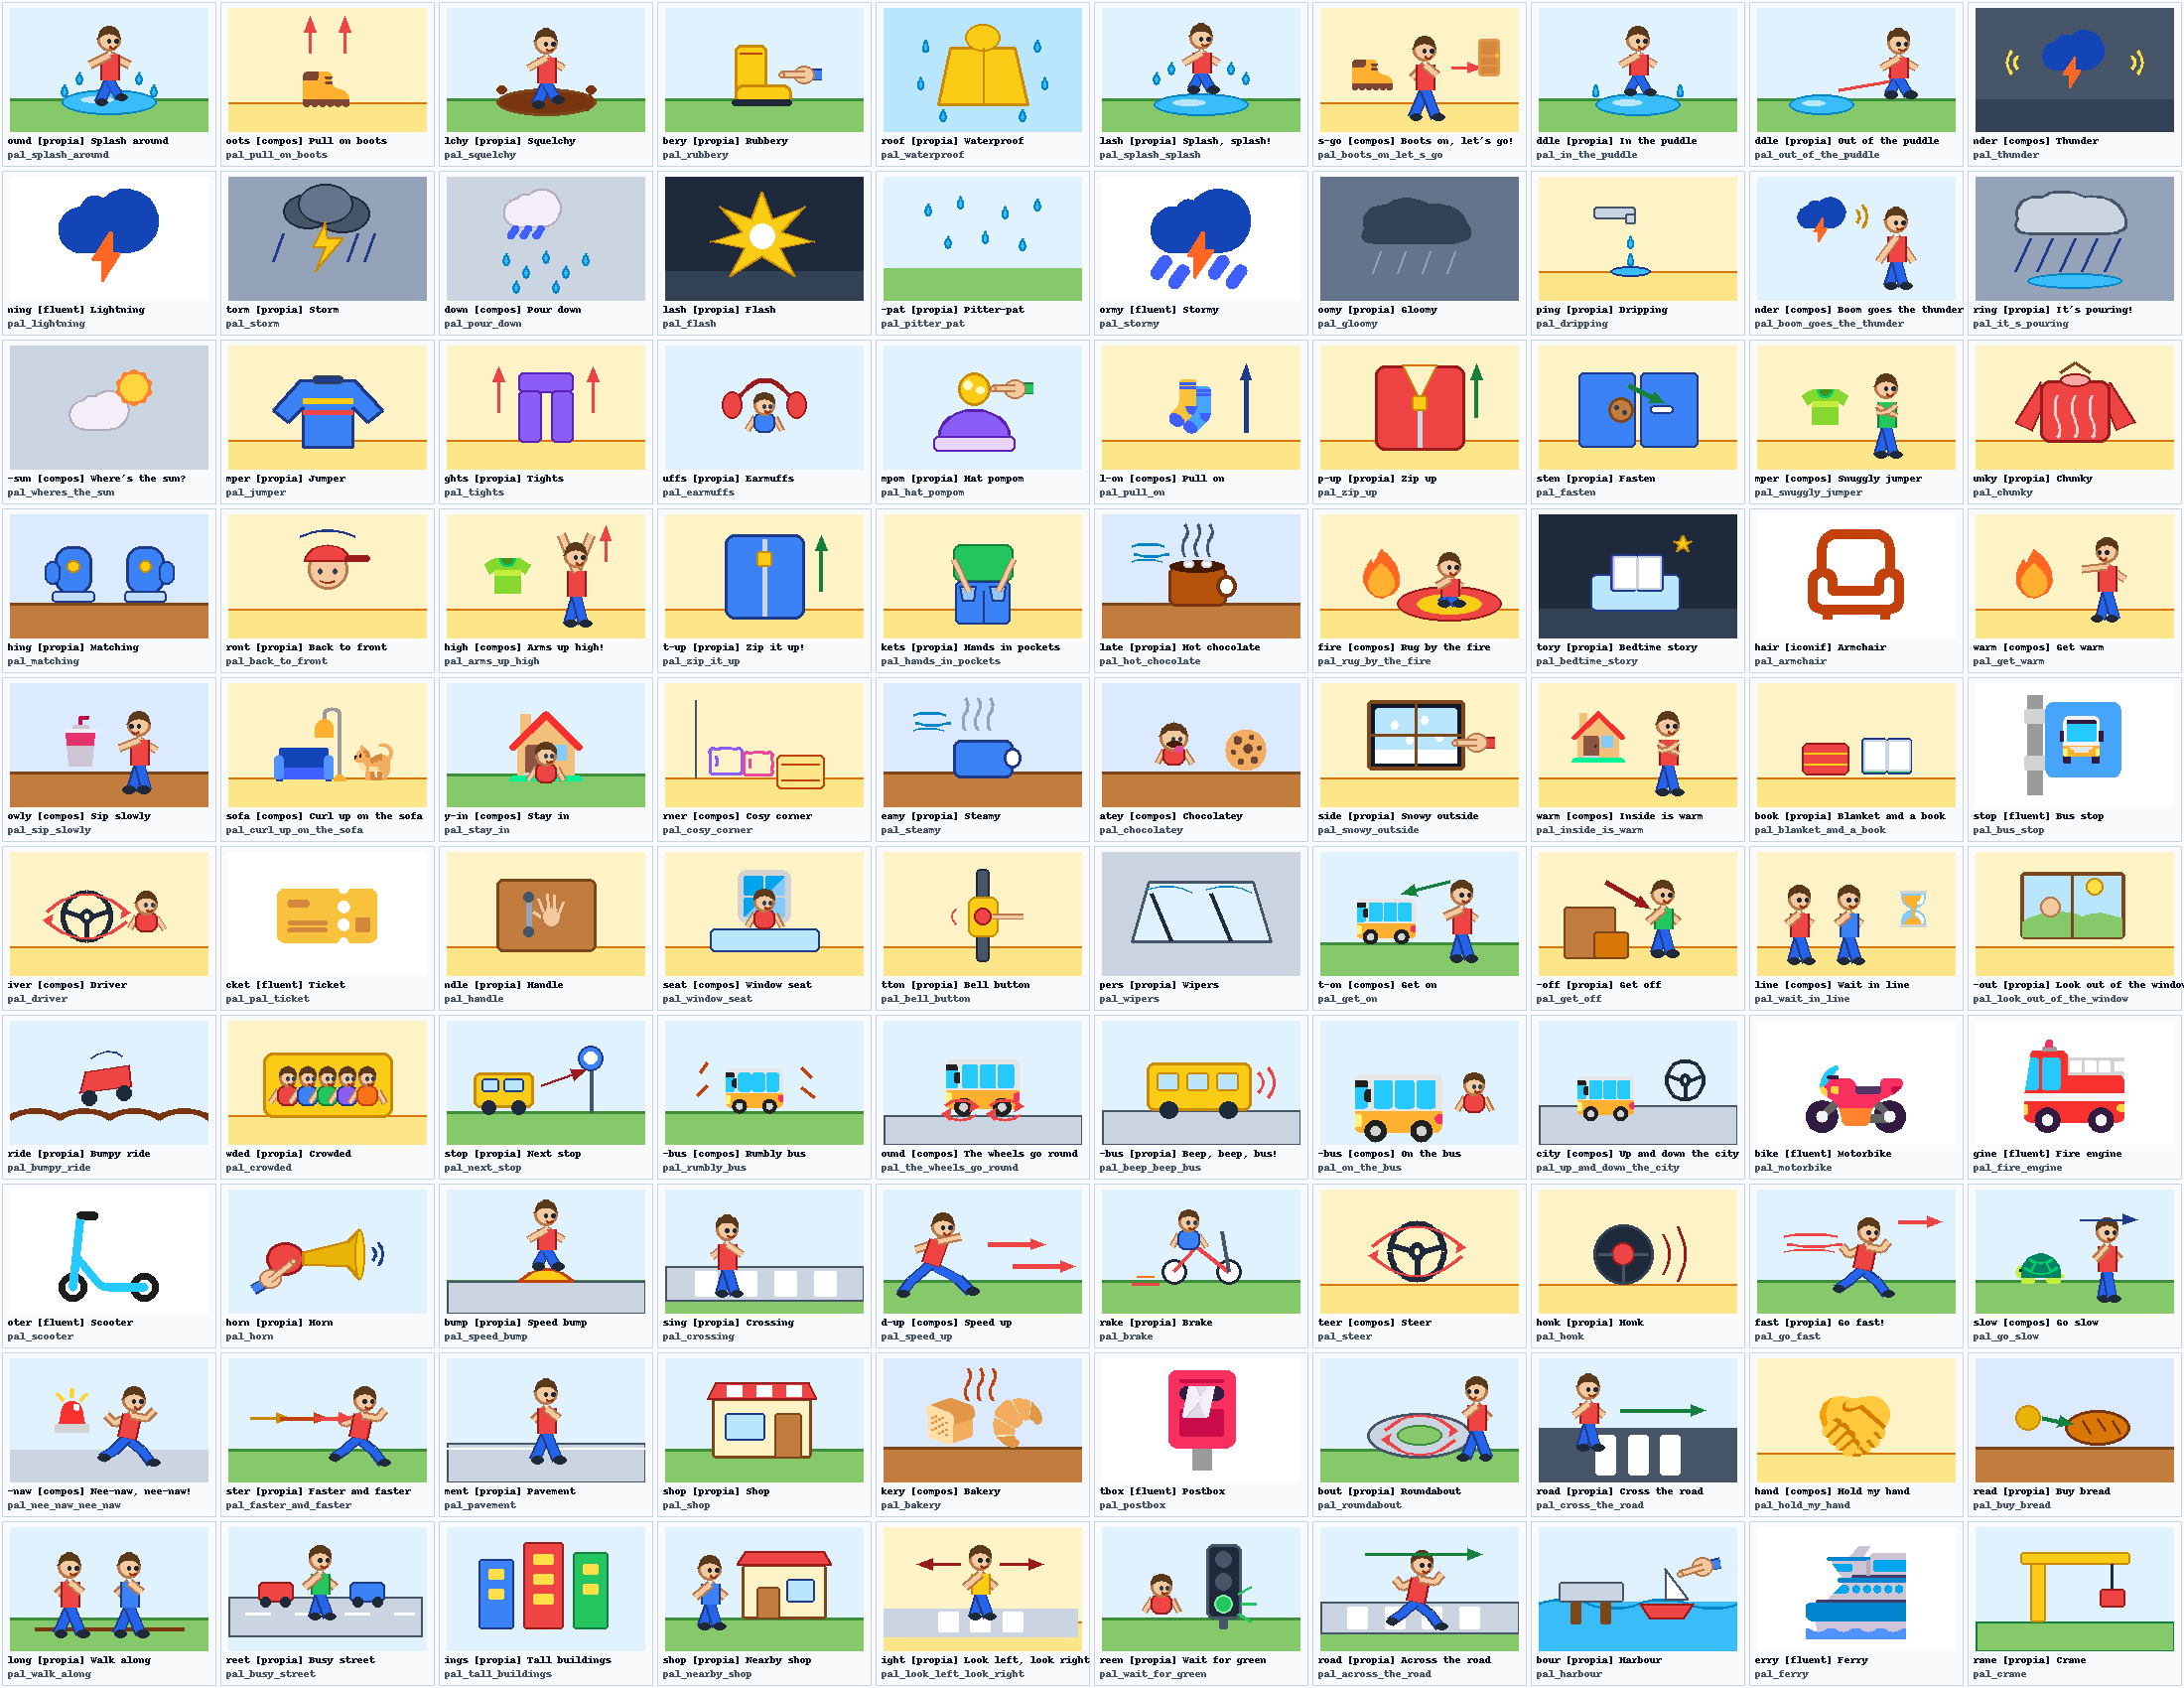 ound [propia] Splash around
pal_splash_around
oots [compos] Pull on boots
pal_pull_on_boots
lchy [propia] Squelchy
pal_squelchy
bery [propia] Rubbery
pal_rubbery
roof [propia] Waterproof
pal_waterproof
lash [propia] Splash, splash!
pal_splash_splash
s-go [compos] Boots on, let's go!
pal_boots_on_let_s_go
ddle [propia] In the puddle
pal_in_the_puddle
ddle [propia] Out of the puddle
pal_out_of_the_puddle
nder [compos] Thunder
pal_thunder
ning [fluent] Lightning
pal_lightning
torm [propia] Storm
pal_storm
down [compos] Pour down
pal_pour_down
lash [propia] Flash
pal_flash
-pat [propia] Pitter-pat
pal_pitter_pat
ormy [fluent] Stormy
pal_stormy
oomy [propia] Gloomy
pal_gloomy
ping [propia] Dripping
pal_dripping
nder [compos] Boom goes the thunder
pal_boom_goes_the_thunder
ring [propia] It's pouring!
pal_it_s_pouring
-sun [compos] Where's the sun?
pal_wheres_the_sun
mper [propia] Jumper
pal_jumper
ghts [propia] Tights
pal_tights
uffs [propia] Earmuffs
pal_earmuffs
mpom [propia] Hat pompom
pal_hat_pompom
l-on [compos] Pull on
pal_pull_on
p-up [propia] Zip up
pal_zip_up
sten [propia] Fasten
pal_fasten
mper [compos] Snuggly jumper
pal_snuggly_jumper
unky [propia] Chunky
pal_chunky
hing [propia] Matching
pal_matching
ront [propia] Back to front
pal_back_to_front
high [compos] Arms up high!
pal_arms_up_high
t-up [propia] Zip it up!
pal_zip_it_up
kets [propia] Hands in pockets
pal_hands_in_pockets
late [propia] Hot chocolate
pal_hot_chocolate
fire [compos] Rug by the fire
pal_rug_by_the_fire
tory [propia] Bedtime story
pal_bedtime_story
hair [iconif] Armchair
pal_armchair
warm [compos] Get warm
pal_get_warm
owly [compos] Sip slowly
pal_sip_slowly
sofa [compos] Curl up on the sofa
pal_curl_up_on_the_sofa
y-in [compos] Stay in
pal_stay_in
rner [compos] Cosy corner
pal_cosy_corner
eamy [propia] Steamy
pal_steamy
atey [compos] Chocolatey
pal_chocolatey
side [propia] Snowy outside
pal_snowy_outside
warm [compos] Inside is warm
pal_inside_is_warm
book [propia] Blanket and a book
pal_blanket_and_a_book
stop [fluent] Bus stop
pal_bus_stop
iver [compos] Driver
pal_driver
cket [fluent] Ticket
pal_pal_ticket
ndle [propia] Handle
pal_handle
seat [compos] Window seat
pal_window_seat
tton [propia] Bell button
pal_bell_button
pers [propia] Wipers
pal_wipers
t-on [compos] Get on
pal_get_on
-off [propia] Get off
pal_get_off
line [compos] Wait in line
pal_wait_in_line
-out [propia] Look out of the window
pal_look_out_of_the_window
ride [propia] Bumpy ride
pal_bumpy_ride
wded [propia] Crowded
pal_crowded
stop [propia] Next stop
pal_next_stop
-bus [compos] Rumbly bus
pal_rumbly_bus
ound [compos] The wheels go round
pal_the_wheels_go_round
-bus [propia] Beep, beep, bus!
pal_beep_beep_bus
-bus [compos] On the bus
pal_on_the_bus
city [compos] Up and down the city
pal_up_and_down_the_city
bike [fluent] Motorbike
pal_motorbike
gine [fluent] Fire engine
pal_fire_engine
oter [fluent] Scooter
pal_scooter
horn [propia] Horn
pal_horn
bump [propia] Speed bump
pal_speed_bump
sing [propia] Crossing
pal_crossing
d-up [compos] Speed up
pal_speed_up
rake [propia] Brake
pal_brake
teer [compos] Steer
pal_steer
honk [propia] Honk
pal_honk
fast [propia] Go fast!
pal_go_fast
slow [compos] Go slow
pal_go_slow
-naw [compos] Nee-naw, nee-naw!
pal_nee_naw_nee_naw
ster [propia] Faster and faster
pal_faster_and_faster
ment [propia] Pavement
pal_pavement
shop [propia] Shop
pal_shop
kery [compos] Bakery
pal_bakery
tbox [fluent] Postbox
pal_postbox
bout [propia] Roundabout
pal_roundabout
road [propia] Cross the road
pal_cross_the_road
hand [compos] Hold my hand
pal_hold_my_hand
read [propia] Buy bread
pal_buy_bread
long [propia] Walk along
pal_walk_along
reet [propia] Busy street
pal_busy_street
ings [propia] Tall buildings
pal_tall_buildings
shop [propia] Nearby shop
pal_nearby_shop
ight [propia] Look left, look right
pal_look_left_look_right
reen [propia] Wait for green
pal_wait_for_green
road [propia] Across the road
pal_across_the_road
bour [propia] Harbour
pal_harbour
erry [fluent] Ferry
pal_ferry
rane [propia] Crane
pal_crane